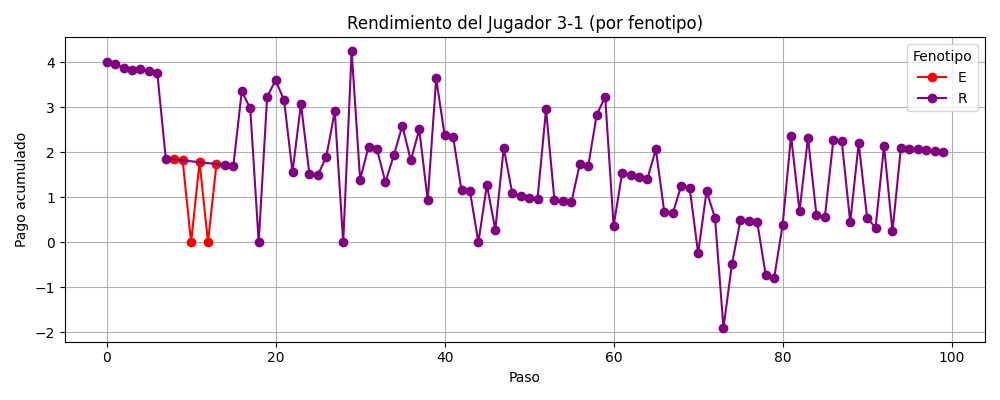 Rendimiento del Jugador 3-1 (por fenotipo)
Pago acumulado
4
3
2
1
0
−1
−2
Fenotipo
E
R
0 20 40 60 80 100
Paso